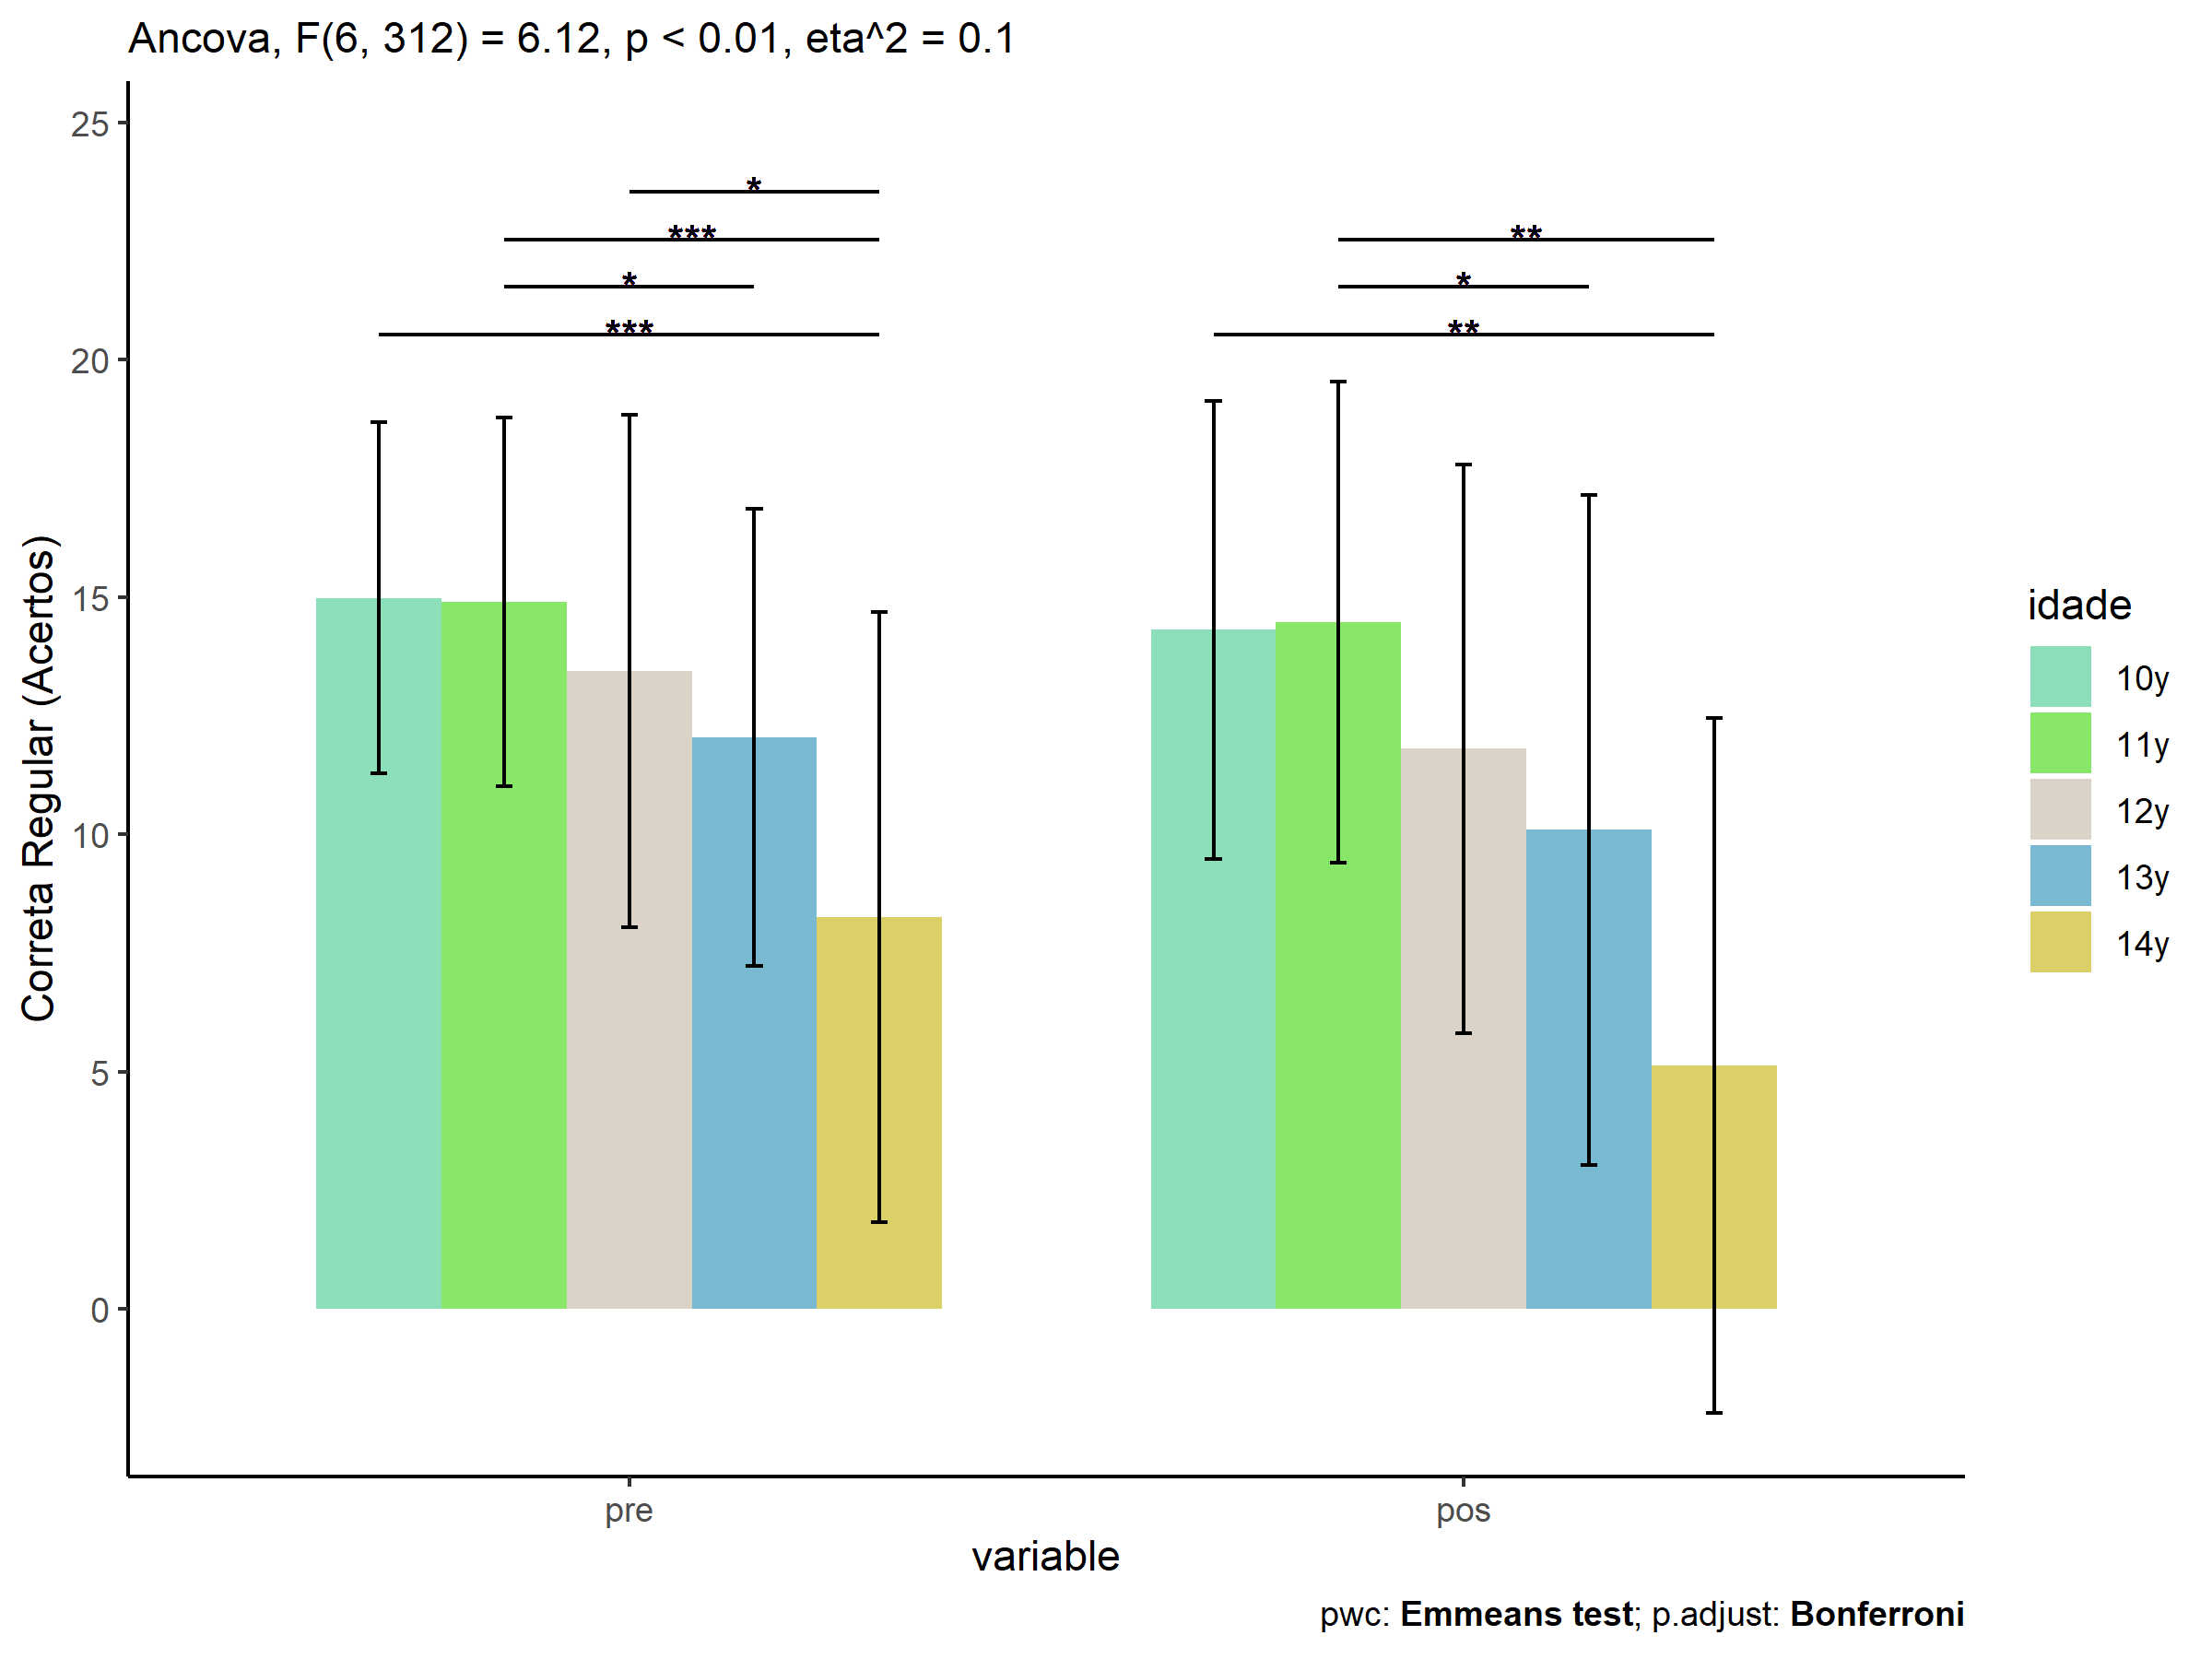 Ancova, F(6, 312) = 6.12, p < 0.01, eta^2 = 0.1
Correta Regular (Acertos)
25
20
15
10
5
0
*
***
*
***
**
*
**
pre
pos
variable
idade
10y
11y
12y
13y
14y
pwc: Emmeans test; p.adjust: Bonferroni